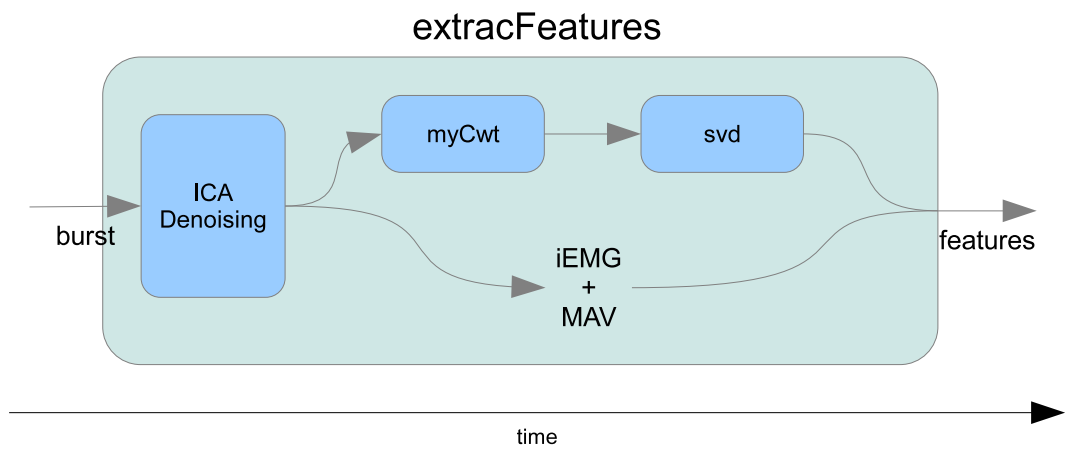 extracFeatures
myCwt
svd
ICA
Denoising
burst
iEMG
+
MAV
features
time